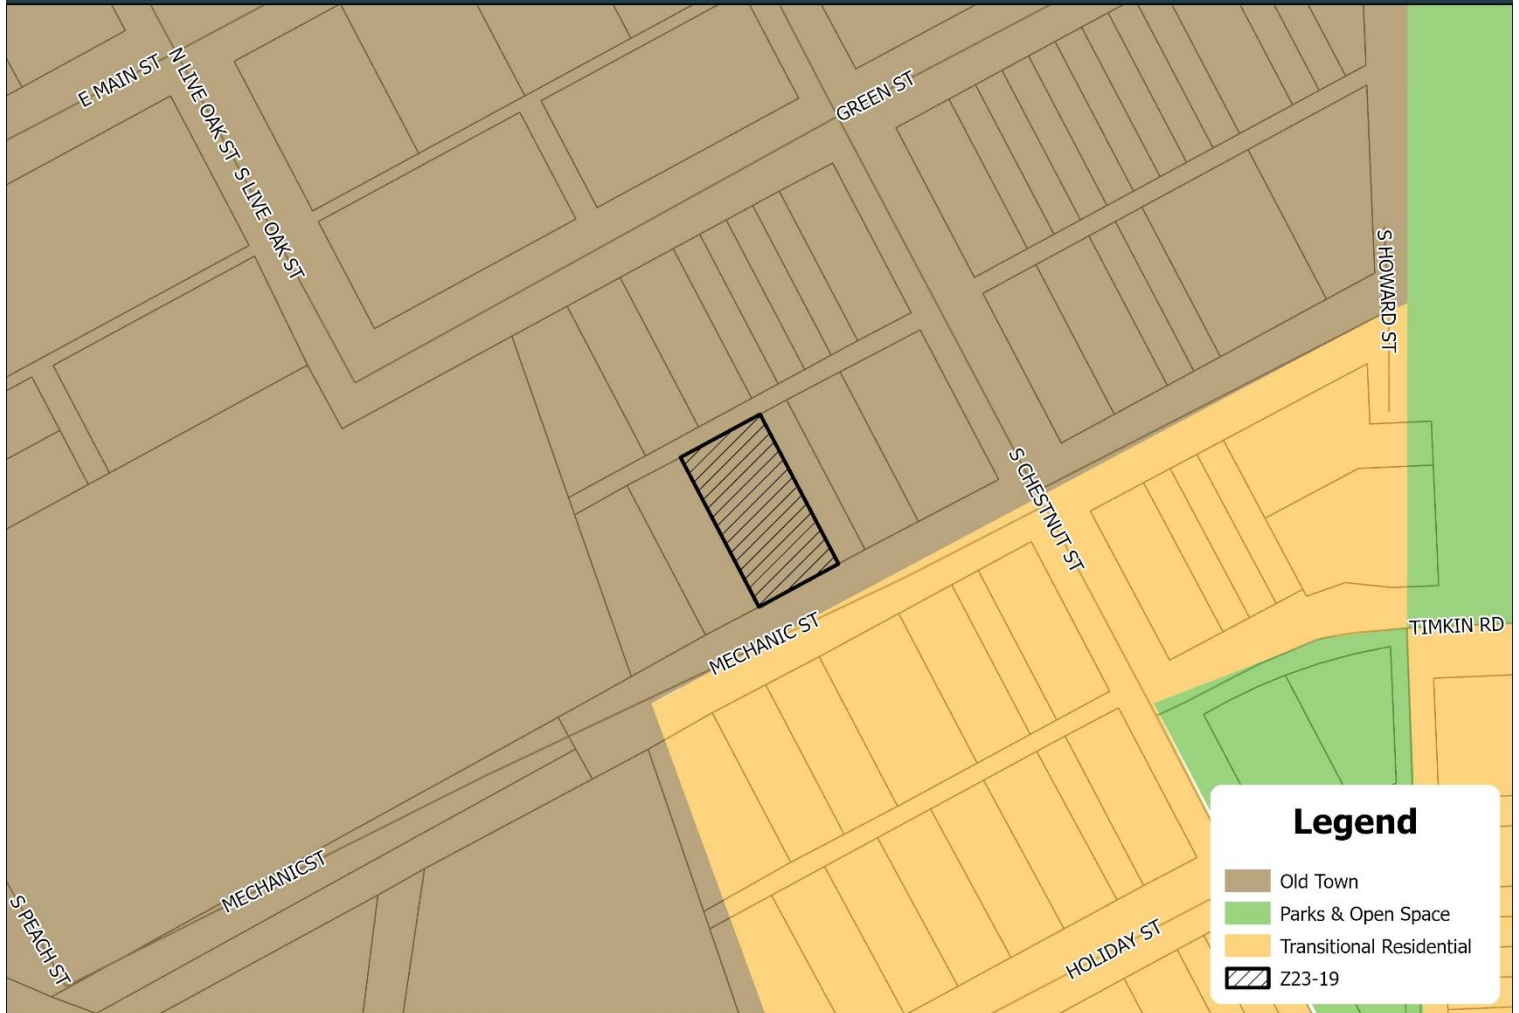 E MAIN ST
N LIVE OAK ST
S LIVE OAK ST
GREEN ST
S HOWARD ST
S CHESTNUT ST
MECHANIC ST
TIMKIN RD
MECHANICST
S PEACH ST
HOLIDAY ST
Legend
Old Town
Parks & Open Space
Transitional Residential
Z23-19